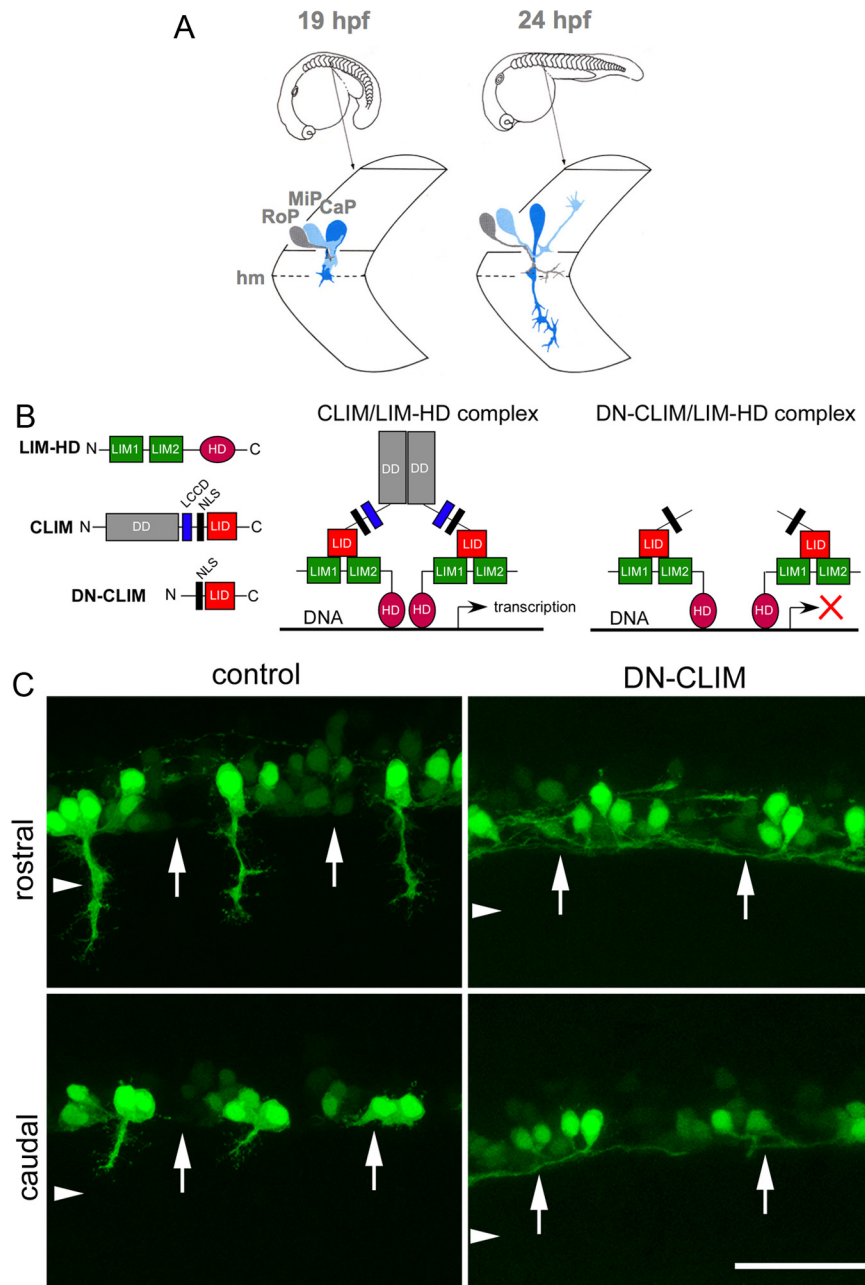 A
19 hpf 24 hpf
MiP
RoP CaP
hm
B
CLIM/LIM-HD complex DN-CLIM/LIM-HD complex
LIM-HD N LIM1 LIM2 HD C
LCCD
NLS
CLIM N DD LID C
NLS
DN-CLIM N LID C
DD DD
LID LID
LIM1 LIM2 LIM1 LIM2
HD HD
DNA transcription
LID LID
LIM1 LIM2 LIM1 LIM2
HD HD
DNA
C
control DN-CLIM
rostral
caudal